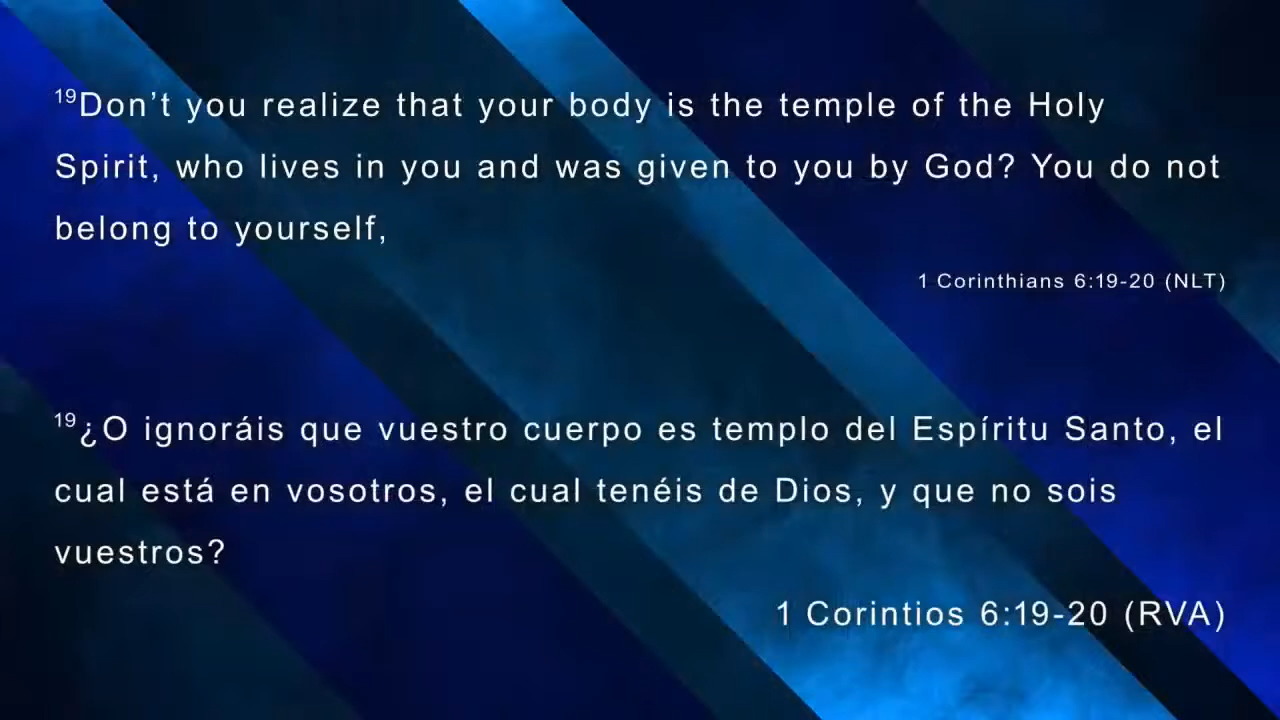 19Don’t you realize that your body is the temple of the Holy
Spirit, who lives in you and was given to you by God? You do not
belong to yourself,
1 Corinthians 6:19-20 (NLT)
19¿O ignoráis que vuestro cuerpo es templo del Espíritu Santo, el
cual está en vosotros, el cual tenéis de Dios, y que no sois
vuestros?
1 Corintios 6:19-20 (RVA)